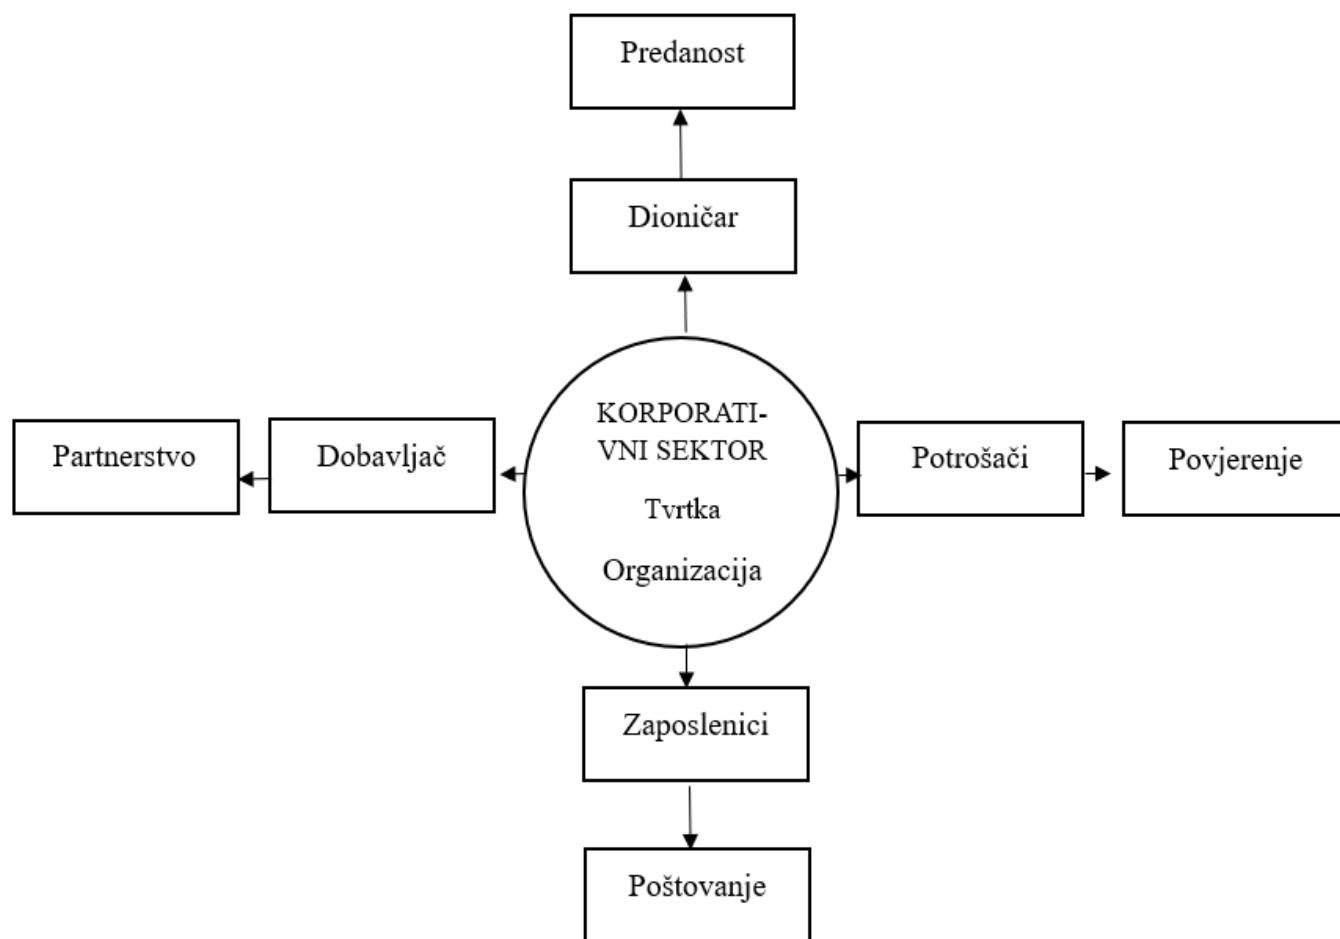 Predanost
Dioničar
KORPORATI-
VNI SEKTOR
Tvrtka
Organizacija
Partnerstvo
Dobavljač
Potrošači
Povjerenje
Zaposlenici
Poštovanje